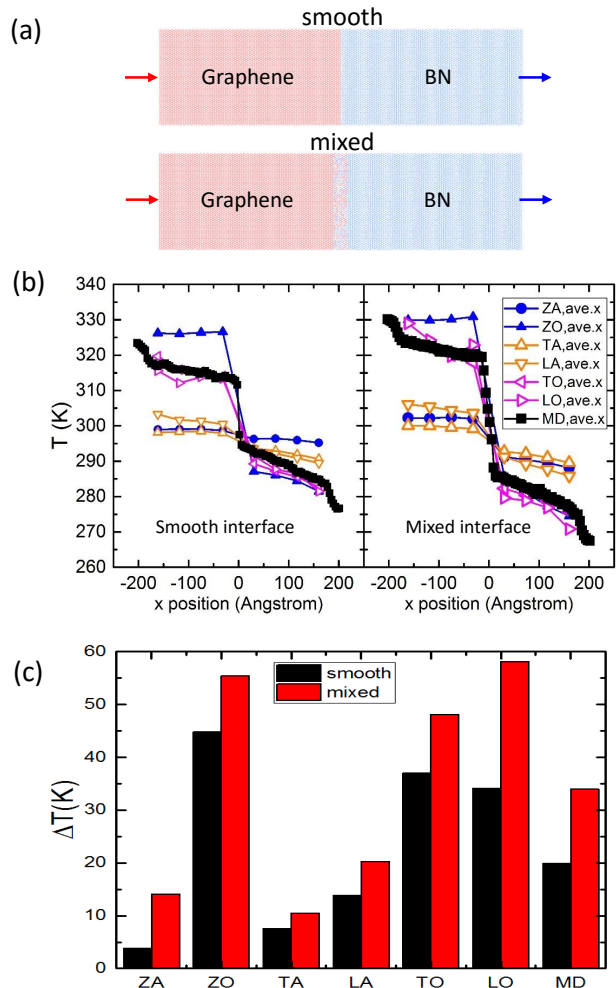 (a)
smooth
Graphene
BN
mixed
Graphene
BN
(b)
T (K)
340
330
320
310
300
290
280
270
260
-200 -100 0 100 200
-200 -100 0 100 200
x position (Angstrom)
x position (Angstrom)
Smooth interface
Mixed interface
ZA,ave.x
ZO,ave.x
TA,ave.x
LA,ave.x
TO,ave.x
LO,ave.x
MD,ave.x
(c)
ΔT(K)
60
50
40
30
20
10
0
smooth
mixed
ZA ZO TA LA TO LO MD